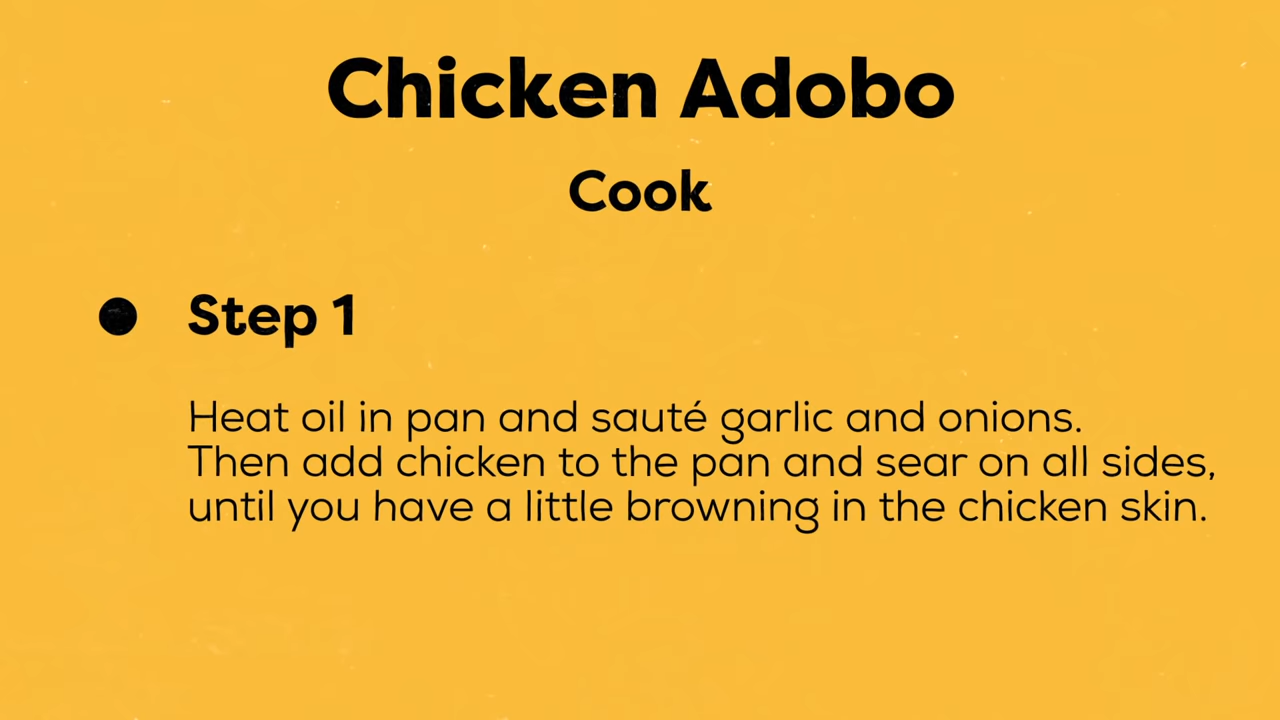 Chicken Adobo
Cook
Step 1
Heat oil in pan and sauté garlic and onions.
Then add chicken to the pan and sear on all sides,
until you have a little browning in the chicken skin.